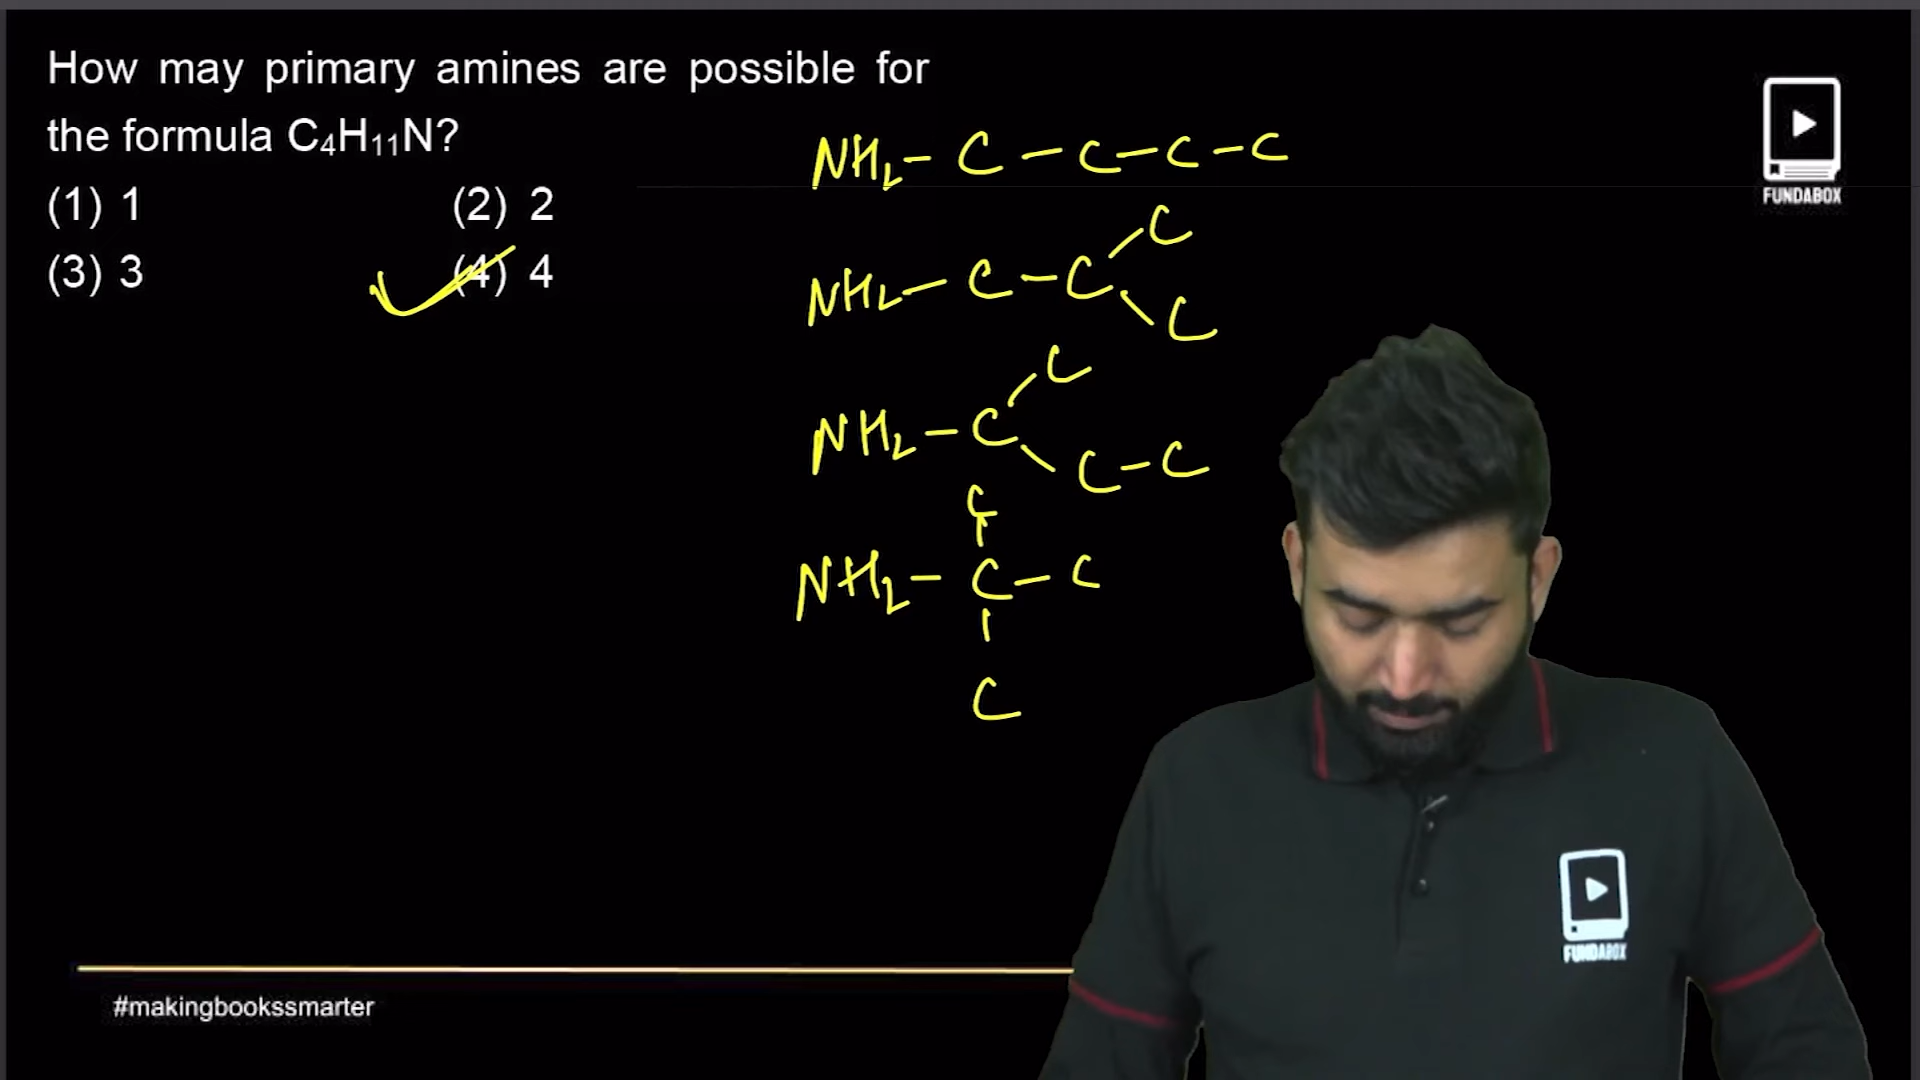 How may primary amines are possible for
the formula C₄H₁₁N?
(1) 1 (2) 2
(3) 3 (4) 4
NH₂ – C – C – C – C
C
NH₂ – C – C
C
C
NH₂ – C
C – C
C
NH₂ – C – C
C
FUNDABOX
FUNDABOX
#makingbookssmarter